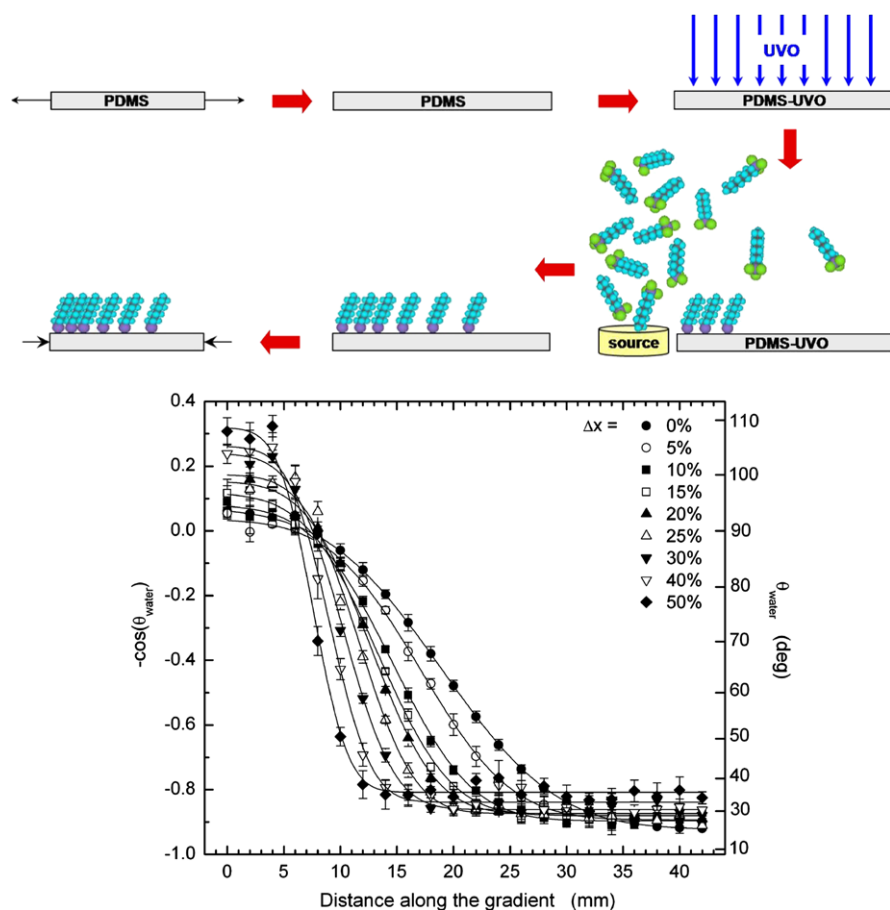 UVO
PDMS
PDMS
PDMS-UVO
source
PDMS-UVO
0.4
0.2
0.0
-0.2
-0.4
-0.6
-0.8
-1.0
-cos(θwater)
Δx =
0%
5%
10%
15%
20%
25%
30%
40%
50%
110
100
90
80
70
60
50
40
30
10
θwater (deg)
0 5 10 15 20 25 30 35 40
Distance along the gradient (mm)